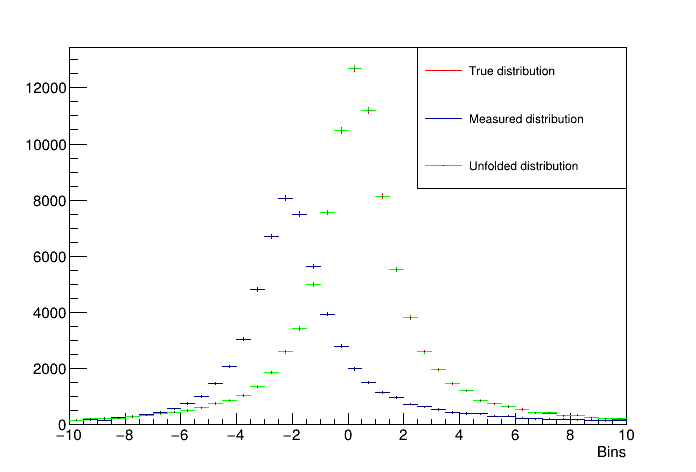 True distribution
Measured distribution
Unfolded distribution
12000
10000
8000
6000
4000
2000
0
−10 −8 −6 −4 −2 0 2 4 6 8 10
Bins